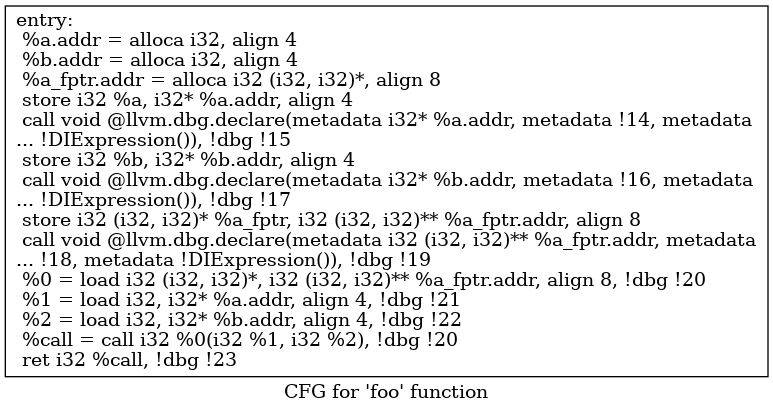 entry:
%a.addr = alloca i32, align 4
%b.addr = alloca i32, align 4
%a_fptr.addr = alloca i32 (i32, i32)*, align 8
store i32 %a, i32* %a.addr, align 4
call void @llvm.dbg.declare(metadata i32* %a.addr, metadata !14, metadata
... !DIExpression()), !dbg !15
store i32 %b, i32* %b.addr, align 4
call void @llvm.dbg.declare(metadata i32* %b.addr, metadata !16, metadata
... !DIExpression()), !dbg !17
store i32 (i32, i32)* %a_fptr, i32 (i32, i32)** %a_fptr.addr, align 8
call void @llvm.dbg.declare(metadata i32 (i32, i32)** %a_fptr.addr, metadata
... !18, metadata !DIExpression()), !dbg !19
%0 = load i32 (i32, i32)*, i32 (i32, i32)** %a_fptr.addr, align 8, !dbg !20
%1 = load i32, i32* %a.addr, align 4, !dbg !21
%2 = load i32, i32* %b.addr, align 4, !dbg !22
%call = call i32 %0(i32 %1, i32 %2), !dbg !20
ret i32 %call, !dbg !23
CFG for 'foo' function